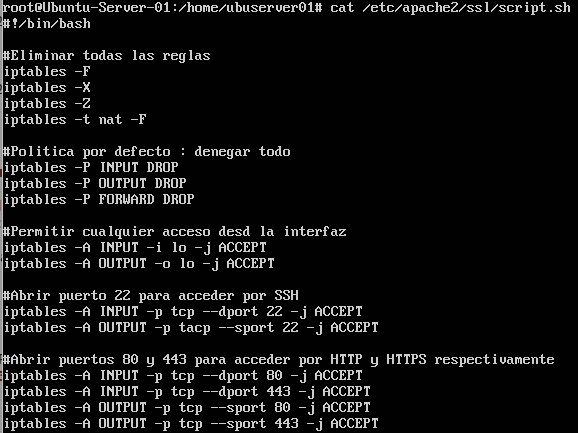 root@Ubuntu-Server-01:/home/ubuserver01# cat /etc/apache2/ssl/script.sh
#!/bin/bash
#Eliminar todas las reglas
iptables -F
iptables -X
iptables -Z
iptables -t nat -F
#Politica por defecto : denegar todo
iptables -P INPUT DROP
iptables -P OUTPUT DROP
iptables -P FORWARD DROP
#Permitir cualquier acceso desd la interfaz
iptables -A INPUT -i lo -j ACCEPT
iptables -A OUTPUT -o lo -j ACCEPT
#Abrir puerto 22 para acceder por SSH
iptables -A INPUT -p tcp --dport 22 -j ACCEPT
iptables -A OUTPUT -p tacp --sport 22 -j ACCEPT
#Abrir puertos 80 y 443 para acceder por HTTP y HTTPS respectivamente
iptables -A INPUT -p tcp --dport 80 -j ACCEPT
iptables -A INPUT -p tcp --dport 443 -j ACCEPT
iptables -A OUTPUT -p tcp --sport 80 -j ACCEPT
iptables -A OUTPUT -p tcp --sport 443 -j ACCEPT